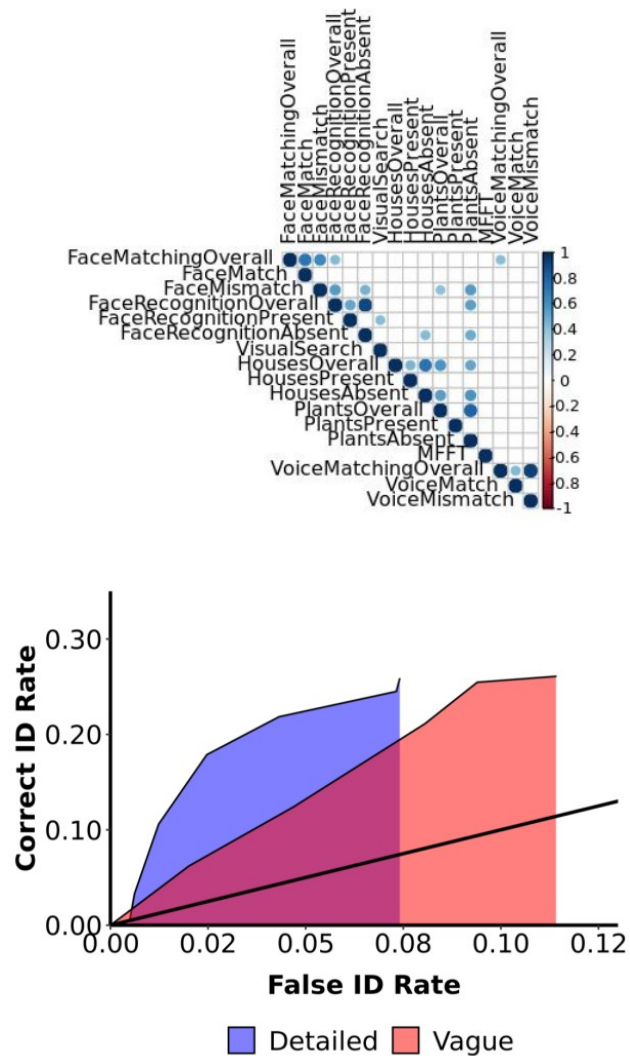 FaceMatchingOverall
FaceMatch
FaceMismatch
FaceRecognitionOverall
FaceRecognitionPresent
FaceRecognitionAbsent
VisualSearch
HousesOverall
HousesPresent
HousesAbsent
PlantsOverall
PlantsPresent
PlantsAbsent
MFFT
VoiceMatchingOverall
VoiceMatch
VoiceMismatch
FaceMatchingOverall
FaceMatch
FaceMismatch
FaceRecognitionOverall
FaceRecognitionPresent
FaceRecognitionAbsent
VisualSearch
HousesOverall
HousesPresent
HousesAbsent
PlantsOverall
PlantsPresent
PlantsAbsent
MFFT
VoiceMatchingOverall
VoiceMatch
VoiceMismatch
1
0.8
0.6
0.4
0.2
0
-0.2
-0.4
-0.6
-0.8
-1
Correct ID Rate
0.30
0.20
0.10
0.00
0.00 0.02 0.05 0.08 0.10 0.12
False ID Rate
Detailed Vague